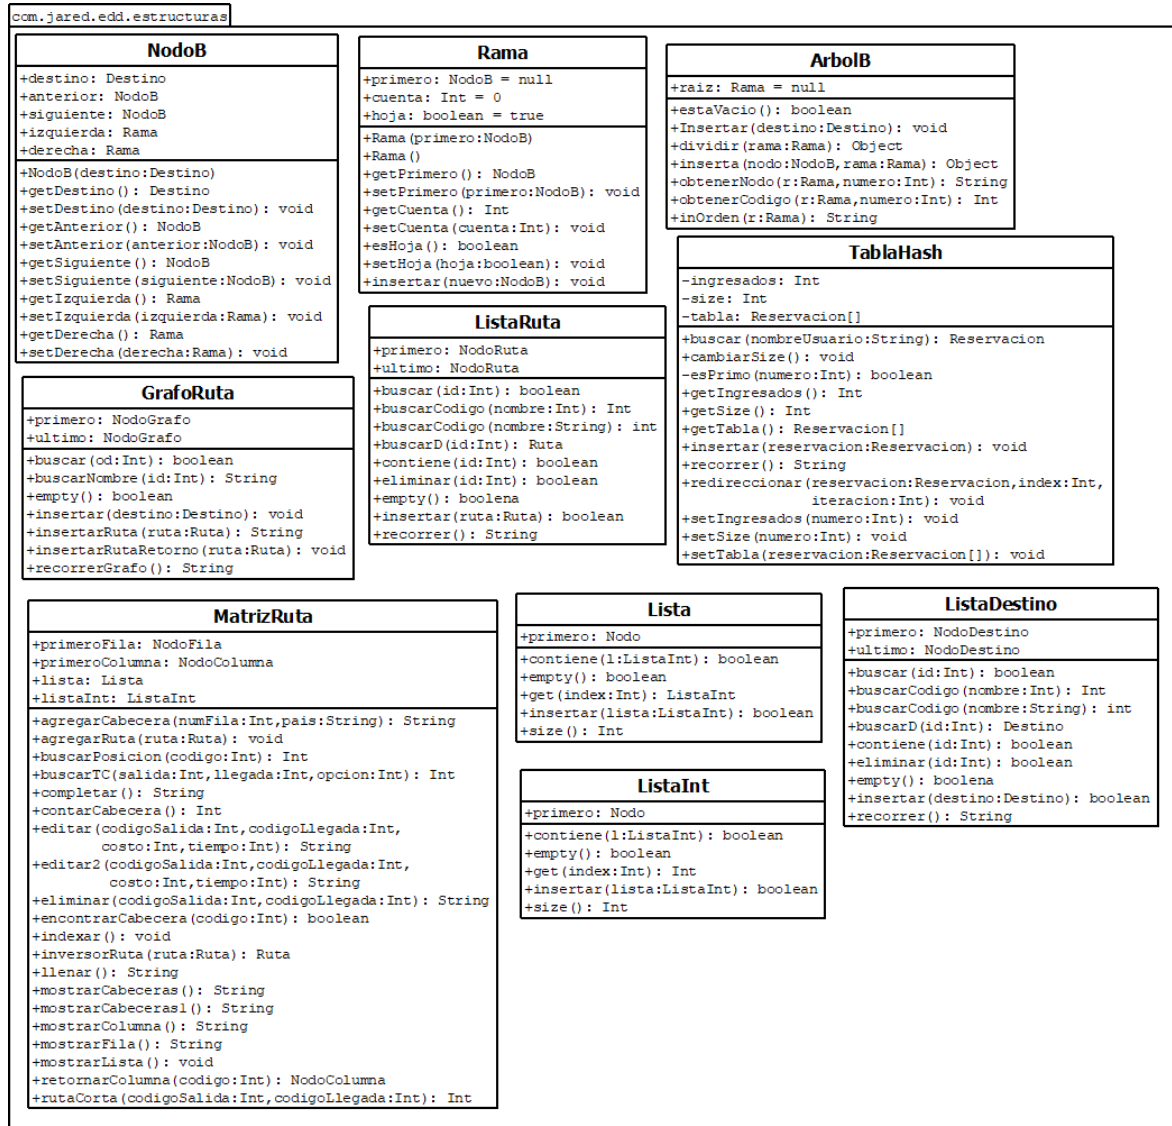 com.jared.edd.estructuras
NodoB
+destino: Destino
+anterior: NodoB
+siguiente: NodoB
+izquierda: Rama
+derecha: Rama
+NodoB(destino:Destino)
+getDestino(): Destino
+setDestino(destino:Destino): void
+getAnterior(): NodoB
+setAnterior(anterior:NodoB): void
+getSiguiente(): NodoB
+setSiguiente(siguiente:NodoB): void
+getIzquierda(): Rama
+setIzquierda(izquierda:Rama): void
+getDerecha(): Rama
+setDerecha(derecha:Rama): void
Rama
+primero: NodoB = null
+cuenta: Int = 0
+hoja: boolean = true
+Rama(primero:NodoB)
+Rama()
+getPrimero(): NodoB
+setPrimero(primero:NodoB): void
+getCuenta(): Int
+setCuenta(cuenta:Int): void
+esHoja(): boolean
+setHoja(hoja:boolean): void
+insertar(nuevo:NodoB): void
ArbolB
+raiz: Rama = null
+estaVacio(): boolean
+Insertar(destino:Destino): void
+dividir(rama:Rama): Object
+inserta(nodo:NodoB,rama:Rama): Object
+obtenerNodo(r:Rama,numero:Int): String
+obtenerCodigo(r:Rama,numero:Int): Int
+inOrden(r:Rama): String
TablaHash
-ingresados: Int
-size: Int
-tabla: Reservacion[]
+buscar(nombreUsuario:String): Reservacion
+cambiarSize(): void
-esPrimo(numero:Int): boolean
+getIngresados(): Int
+getSize(): Int
+getTabla(): Reservacion[]
+insertar(reservacion:Reservacion): void
+recorrer(): String
+redireccionar(reservacion:Reservacion,index:Int,
iteracion:Int): void
+setIngresados(numero:Int): void
+setSize(numero:Int): void
+setTabla(reservacion:Reservacion[]): void
ListaRuta
+primero: NodoRuta
+ultimo: NodoRuta
+buscar(id:Int): boolean
+buscarCodigo(nombre:Int): Int
+buscarCodigo(nombre:String): int
+buscarD(id:Int): Ruta
+contiene(id:Int): boolean
+eliminar(id:Int): boolean
+empty(): boolena
+insertar(ruta:Ruta): boolean
+recorrer(): String
GrafoRuta
+primero: NodoGrafo
+ultimo: NodoGrafo
+buscar(od:Int): boolean
+buscarNombre(id:Int): String
+empty(): boolean
+insertar(destino:Destino): void
+insertarRuta(ruta:Ruta): String
+insertarRutaRetorno(ruta:Ruta): void
+recorrerGrafo(): String
MatrizRuta
+primeroFila: NodoFila
+primeroColumna: NodoColumna
+lista: Lista
+listaInt: ListaInt
+agregarCabecera(numFila:Int,pais:String): String
+agregarRuta(ruta:Ruta): void
+buscarPosicion(codigo:Int): Int
+buscarTC(salida:Int,llegada:Int,opcion:Int): Int
+completar(): String
+contarCabecera(): Int
+editar(codigoSalida:Int,codigoLlegada:Int,
costo:Int,tiempo:Int): String
+editar2(codigoSalida:Int,codigoLlegada:Int,
costo:Int,tiempo:Int): String
+eliminar(codigoSalida:Int,codigoLlegada:Int): String
+encontrarCabecera(codigo:Int): boolean
+indexar(): void
+inversorRuta(ruta:Ruta): Ruta
+llenar(): String
+mostrarCabeceras(): String
+mostrarCabeceras1(): String
+mostrarColumna(): String
+mostrarFila(): String
+mostrarLista(): void
+retornarColumna(codigo:Int): NodoColumna
+rutaCorta(codigoSalida:Int,codigoLlegada:Int): Int
Lista
+primero: Nodo
+contiene(l:ListaInt): boolean
+empty(): boolean
+get(index:Int): ListaInt
+insertar(lista:ListaInt): boolean
+size(): Int
ListaInt
+primero: Nodo
+contiene(l:ListaInt): boolean
+empty(): boolean
+get(index:Int): Int
+insertar(lista:ListaInt): boolean
+size(): Int
ListaDestino
+primero: NodoDestino
+ultimo: NodoDestino
+buscar(id:Int): boolean
+buscarCodigo(nombre:Int): Int
+buscarCodigo(nombre:String): int
+buscarD(id:Int): Destino
+contiene(id:Int): boolean
+eliminar(id:Int): boolean
+empty(): boolena
+insertar(destino:Destino): boolean
+recorrer(): String